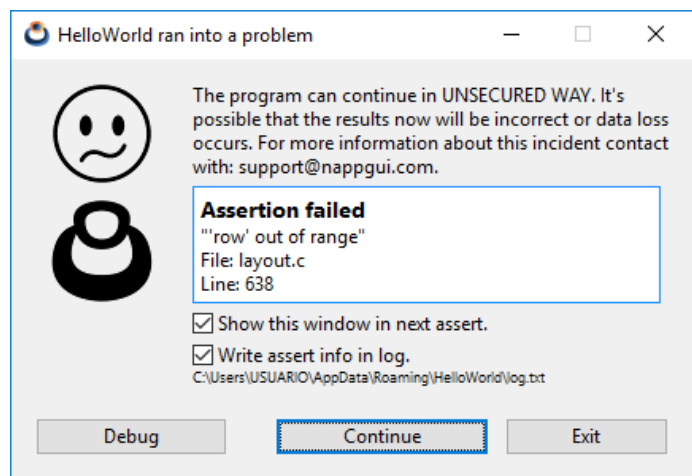 HelloWorld ran into a problem
The program can continue in UNSECURED WAY. It's
possible that the results now will be incorrect or data loss
occurs. For more information about this incident contact
with: support@nappgui.com.
Assertion failed
"'row' out of range"
File: layout.c
Line: 638
Show this window in next assert.
Write assert info in log.
C:\Users\USUARIO\AppData\Roaming\HelloWorld\log.txt
Debug Continue Exit